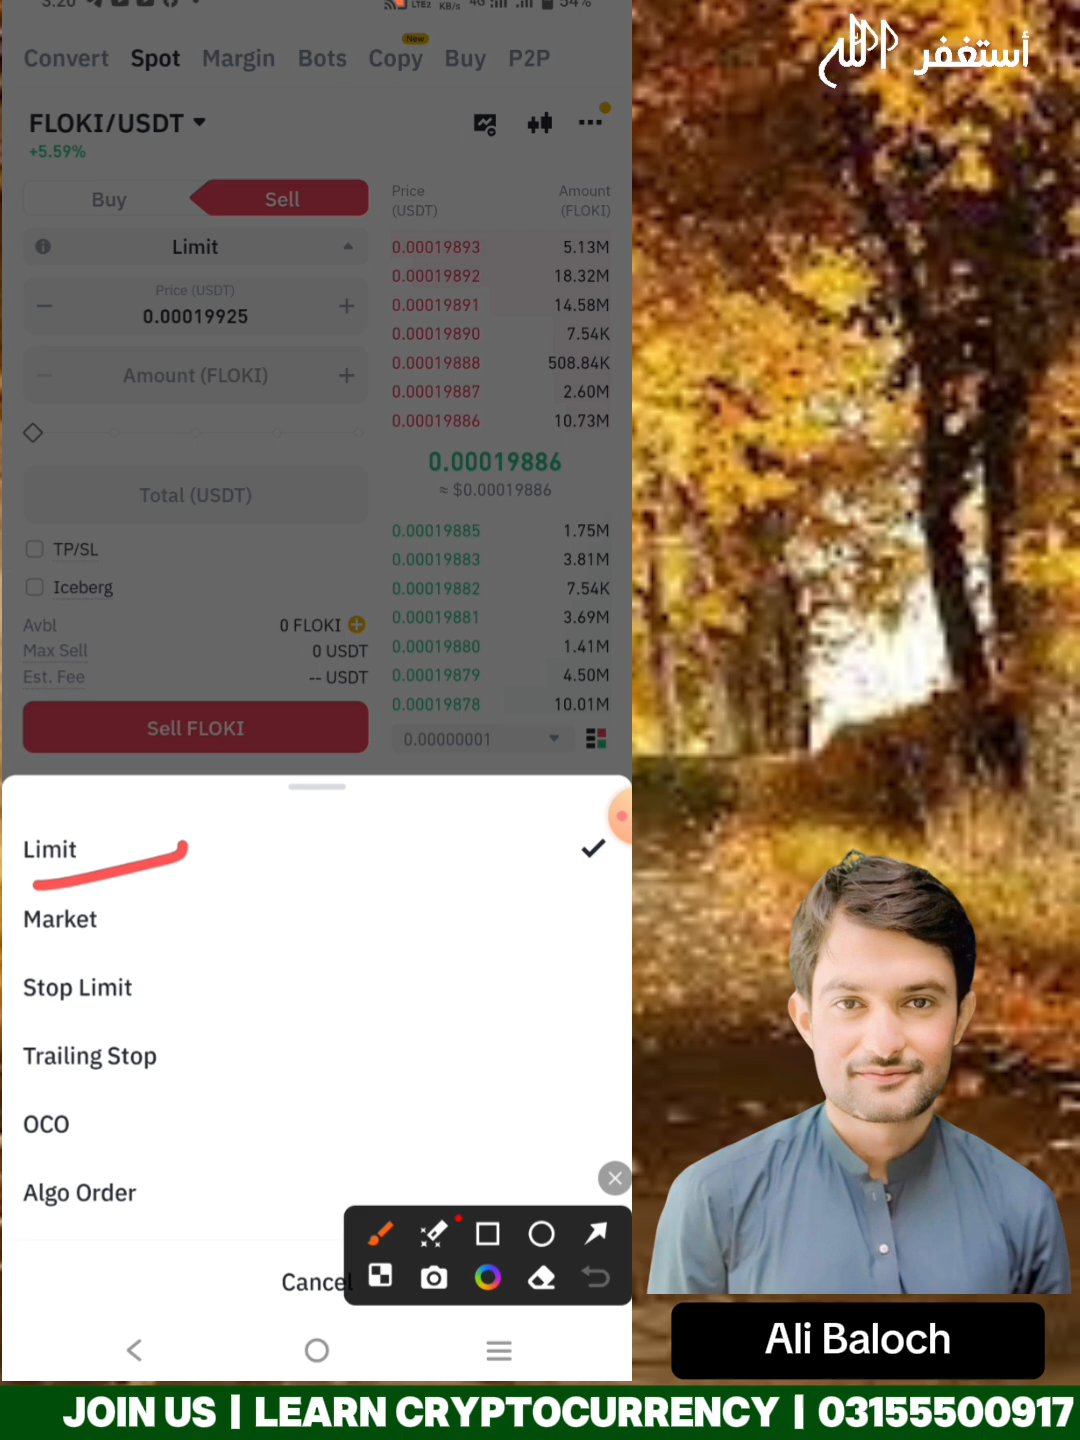 3:20
LTE2 KB/s 4G 54%
أستغفر الله
Convert Spot Margin Bots Copy New Buy P2P
FLOKI/USDT
+5.59%
Buy Sell
Limit
Price (USDT)
0.00019925
Amount (FLOKI)
Total (USDT)
TP/SL
Iceberg
Avbl 0 FLOKI
Max Sell 0 USDT
Est. Fee -- USDT
Sell FLOKI
Price (USDT) Amount (FLOKI)
0.00019893 5.13M
0.00019892 18.32M
0.00019891 14.58M
0.00019890 7.54K
0.00019888 508.84K
0.00019887 2.60M
0.00019886 10.73M
0.00019886
≈ $0.00019886
0.00019885 1.75M
0.00019883 3.81M
0.00019882 7.54K
0.00019881 3.69M
0.00019880 1.41M
0.00019879 4.50M
0.00019878 10.01M
0.00000001
Limit
Market
Stop Limit
Trailing Stop
OCO
Algo Order
Cancel
Ali Baloch
JOIN US | LEARN CRYPTOCURRENCY | 03155500917